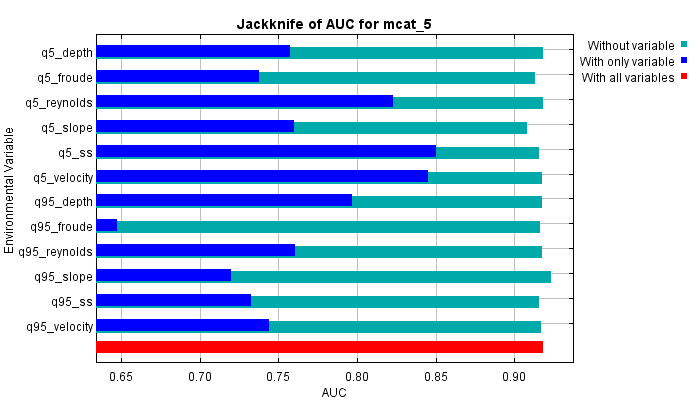 Jackknife of AUC for mcat_5
Without variable
With only variable
With all variables
Environmental Variable
q5_depth
q5_froude
q5_reynolds
q5_slope
q5_ss
q5_velocity
q95_depth
q95_froude
q95_reynolds
q95_slope
q95_ss
q95_velocity
0.65 0.70 0.75 0.80 0.85 0.90
AUC